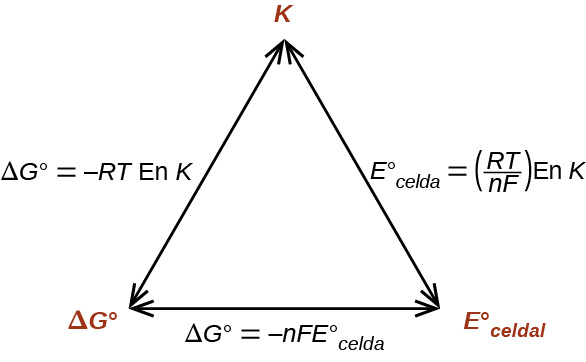 K
ΔG° = –RT En K
E°celda = (RT/nF) En K
ΔG°
E°celdal
ΔG° = –nFE°celda